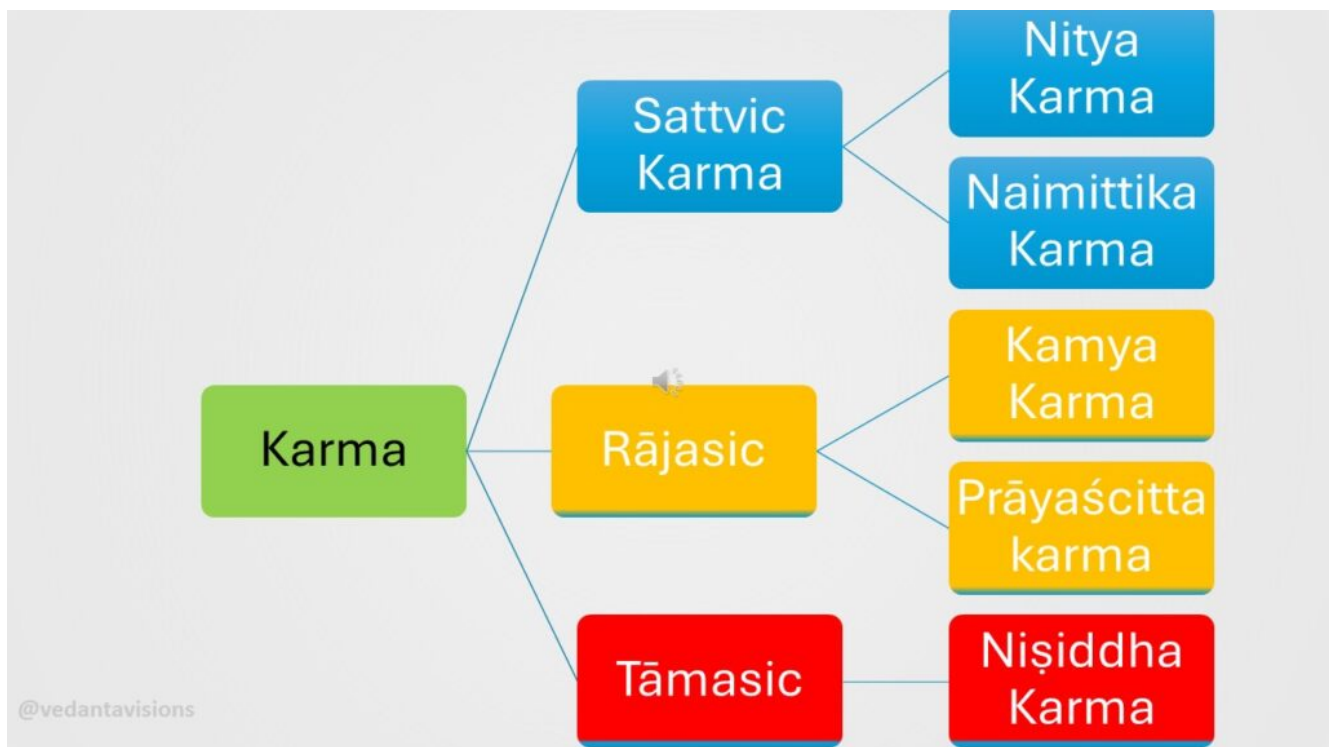 Nitya
Karma
Sattvic
Karma
Naimittika
Karma
Kamya
Karma
Karma
Rājasic
Prāyaścitta
karma
Tāmasic
Niṣiddha
Karma
@vedantavisions